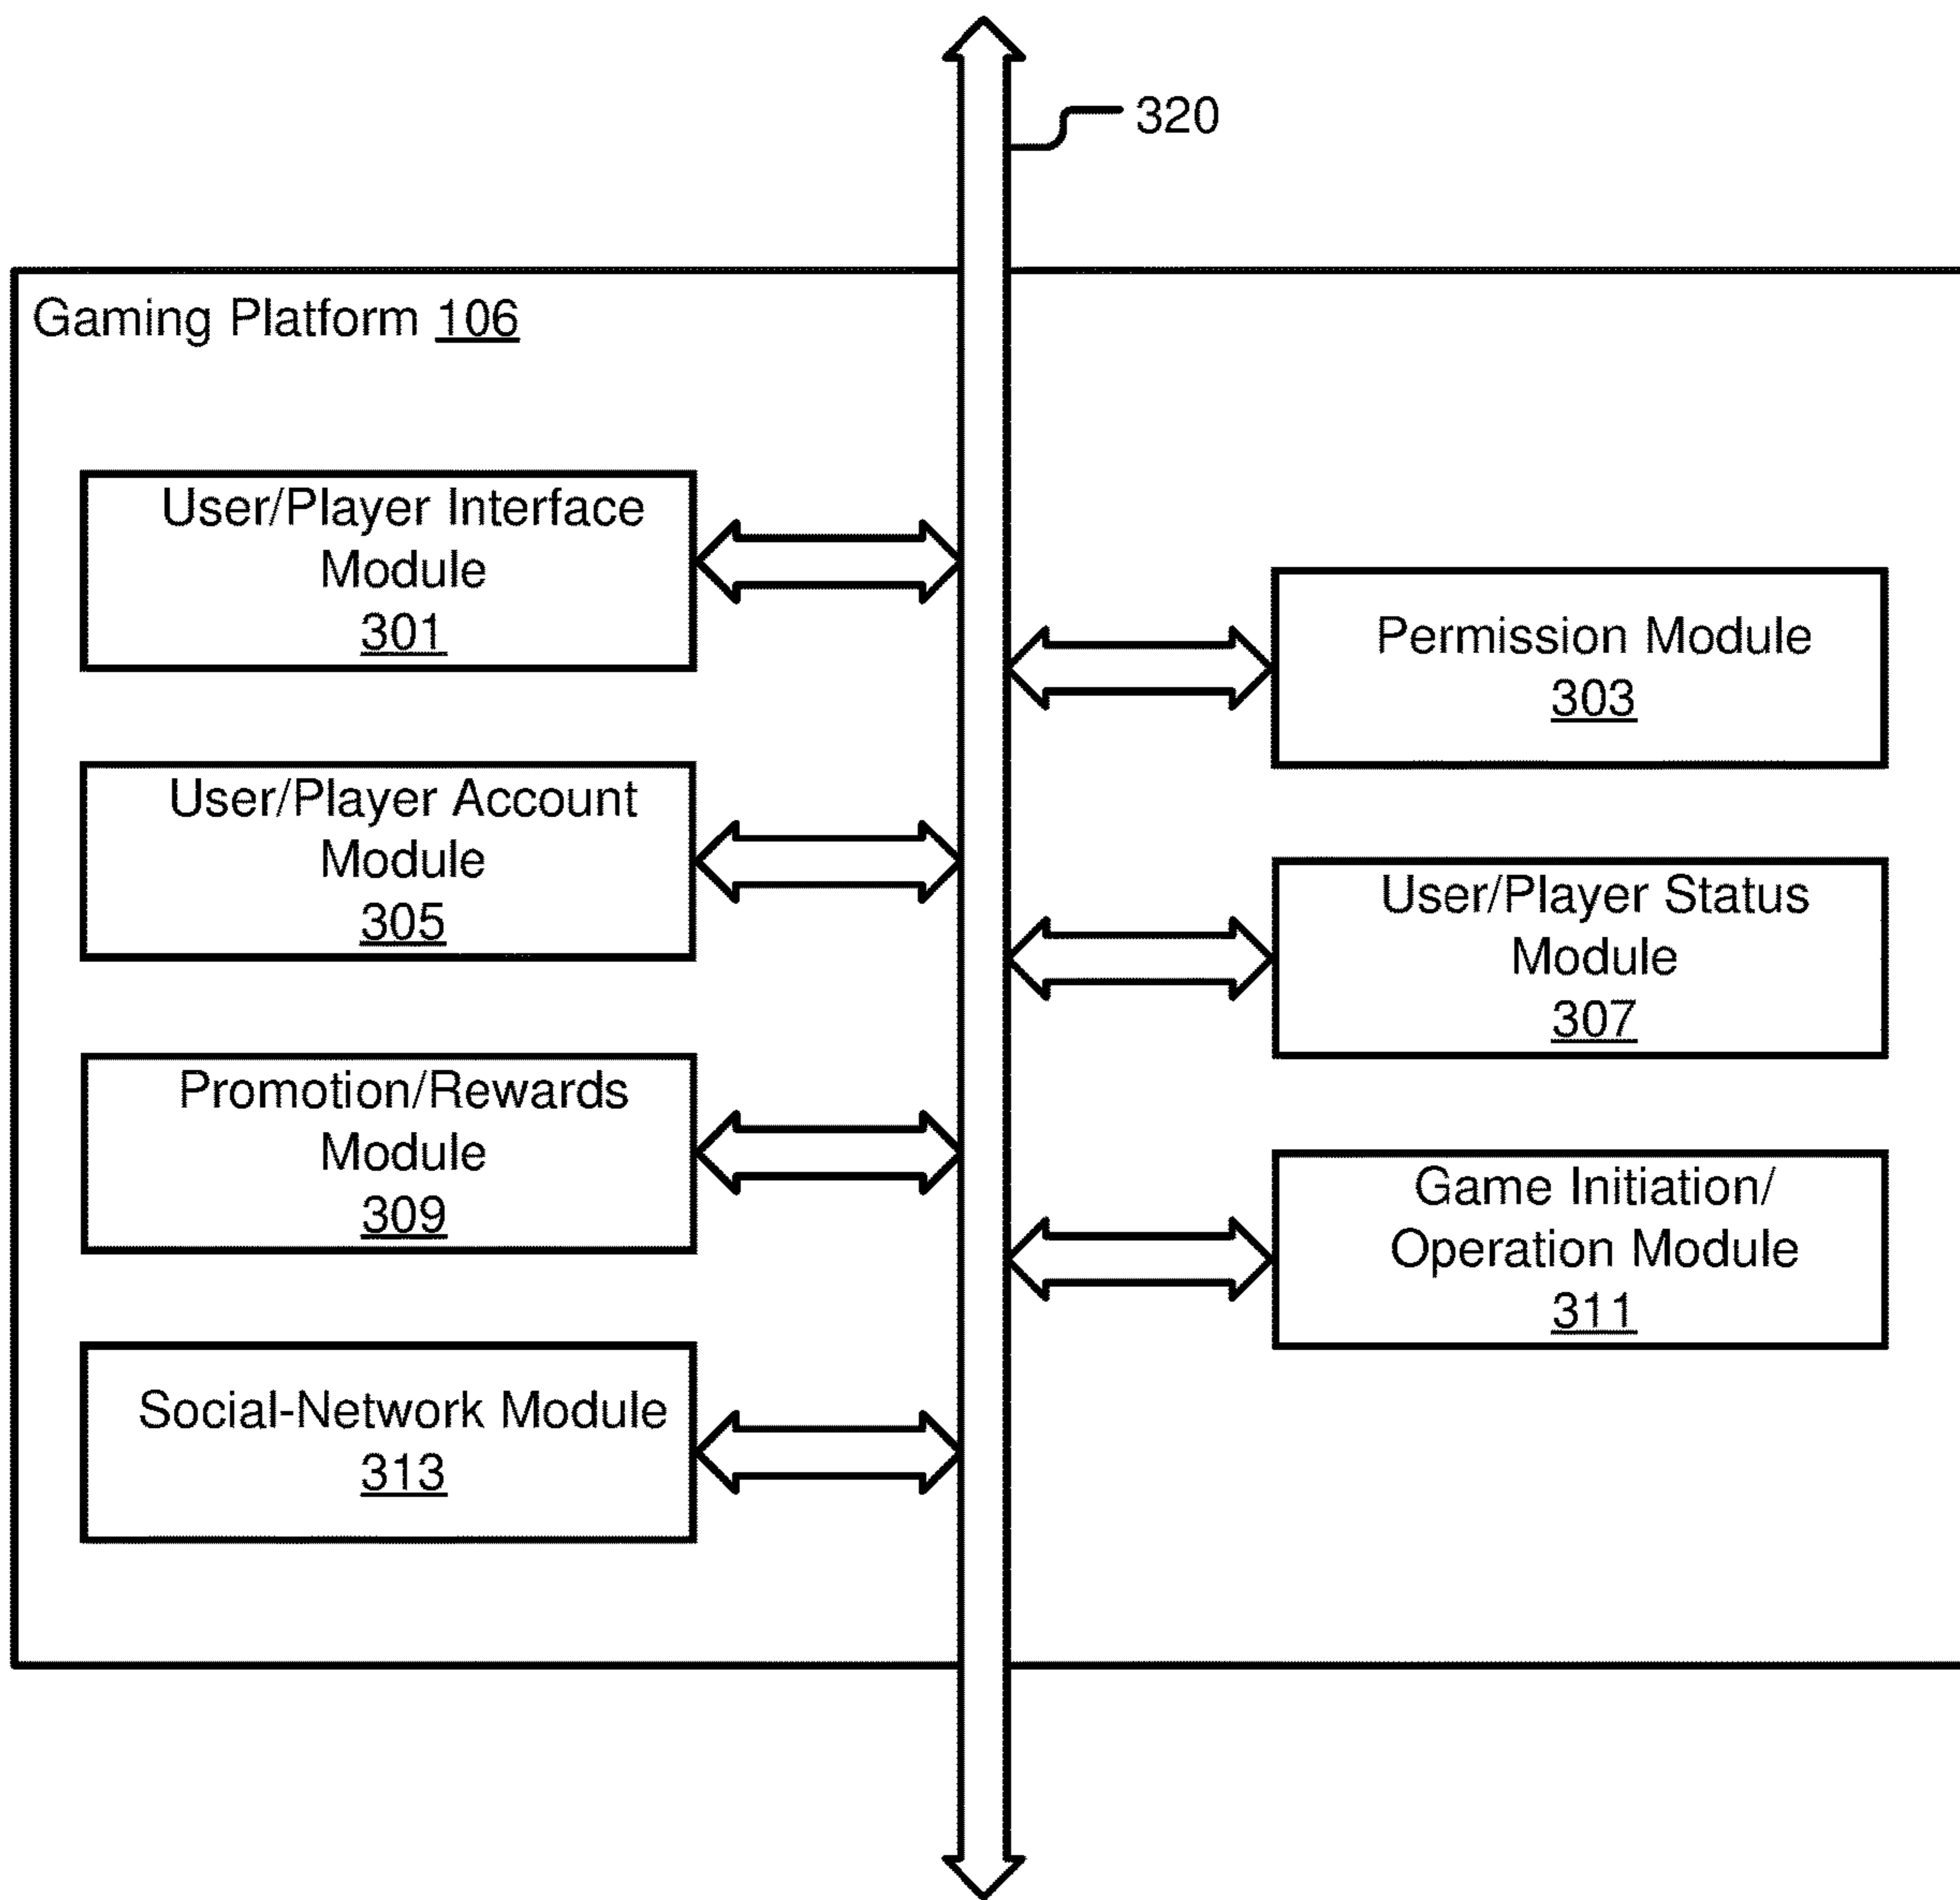 320
Gaming Platform 106
User/Player Interface
Module
301
Permission Module
303
User/Player Account
Module
305
User/Player Status
Module
307
Promotion/Rewards
Module
309
Game Initiation/
Operation Module
311
Social-Network Module
313